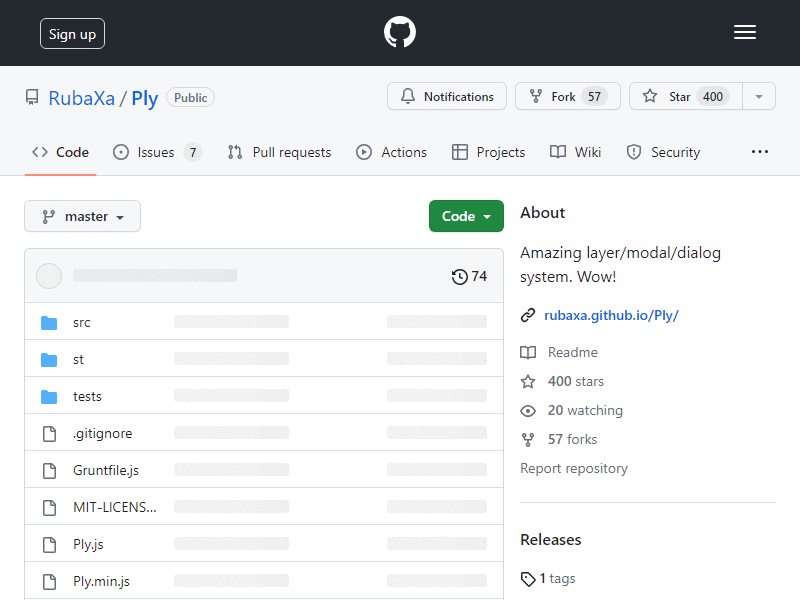 Sign up
RubaXa / Ply Public
Notifications
Fork 57
Star 400
Code
Issues 7
Pull requests
Actions
Projects
Wiki
Security
master
Code
74
src
st
tests
.gitignore
Gruntfile.js
MIT-LICENS...
Ply.js
Ply.min.js
About
Amazing layer/modal/dialog
system. Wow!
rubaxa.github.io/Ply/
Readme
400 stars
20 watching
57 forks
Report repository
Releases
1 tags